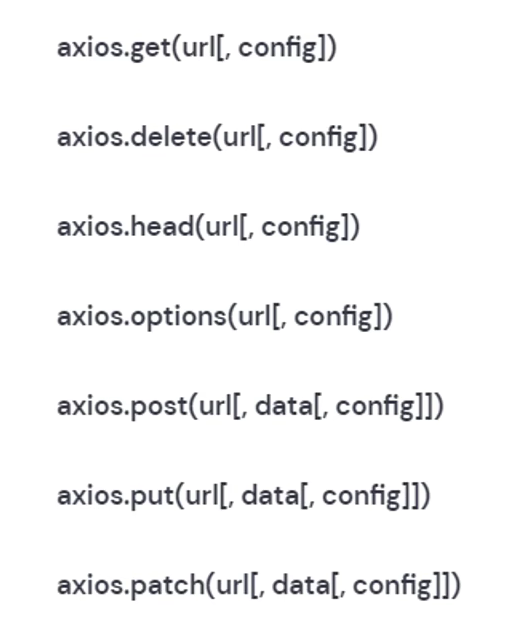 axios.get(url[, config])
axios.delete(url[, config])
axios.head(url[, config])
axios.options(url[, config])
axios.post(url[, data[, config]])
axios.put(url[, data[, config]])
axios.patch(url[, data[, config]])